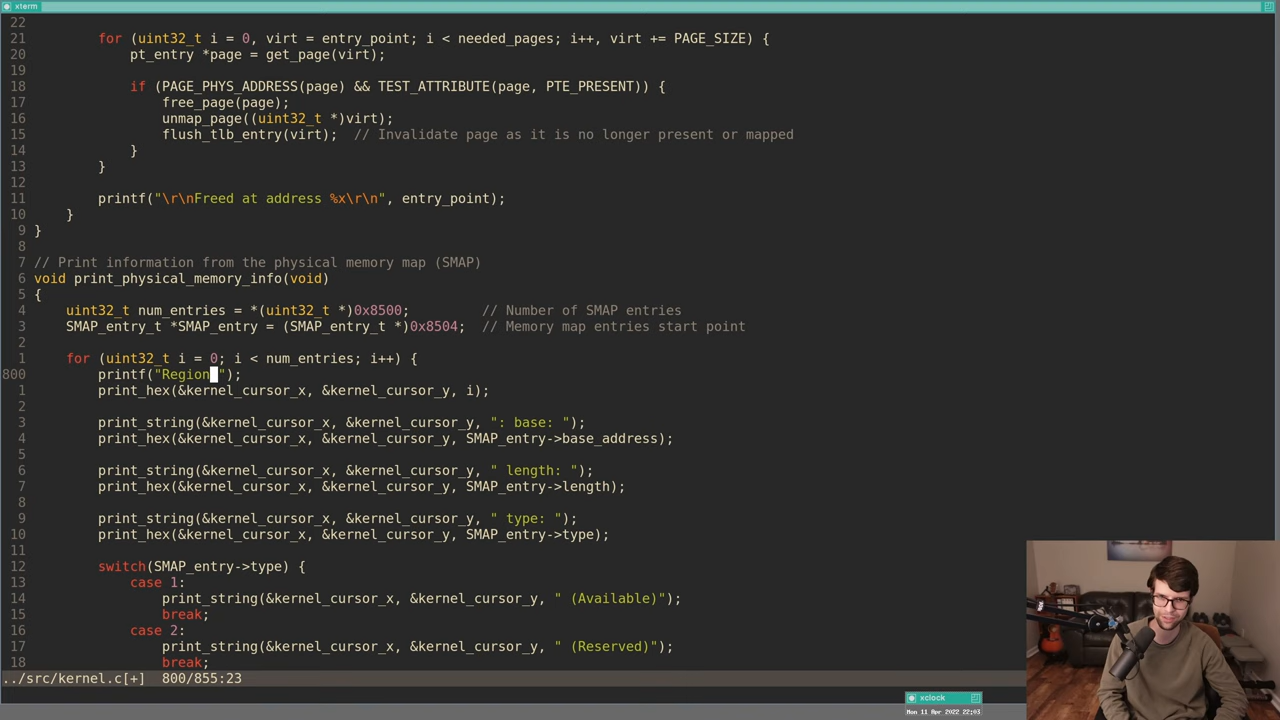 xterm
22
21         for (uint32_t i = 0, virt = entry_point; i < needed_pages; i++, virt += PAGE_SIZE) {
20             pt_entry *page = get_page(virt);
19
18             if (PAGE_PHYS_ADDRESS(page) && TEST_ATTRIBUTE(page, PTE_PRESENT)) {
17                 free_page(page);
16                 unmap_page((uint32_t *)virt);
15                 flush_tlb_entry(virt);  // Invalidate page as it is no longer present or mapped
14             }
13         }
12
11         printf("\r\nFreed at address %x\r\n", entry_point);
10     }
9 }
8
7 // Print information from the physical memory map (SMAP)
6 void print_physical_memory_info(void)
5 {
4     uint32_t num_entries = *(uint32_t *)0x8500;         // Number of SMAP entries
3     SMAP_entry_t *SMAP_entry = (SMAP_entry_t *)0x8504;  // Memory map entries start point
2
1     for (uint32_t i = 0; i < num_entries; i++) {
800         printf("Region ");
1         print_hex(&kernel_cursor_x, &kernel_cursor_y, i);
2
3         print_string(&kernel_cursor_x, &kernel_cursor_y, ": base: ");
4         print_hex(&kernel_cursor_x, &kernel_cursor_y, SMAP_entry->base_address);
5
6         print_string(&kernel_cursor_x, &kernel_cursor_y, " length: ");
7         print_hex(&kernel_cursor_x, &kernel_cursor_y, SMAP_entry->length);
8
9         print_string(&kernel_cursor_x, &kernel_cursor_y, " type: ");
10         print_hex(&kernel_cursor_x, &kernel_cursor_y, SMAP_entry->type);
11
12         switch(SMAP_entry->type) {
13             case 1:
14                 print_string(&kernel_cursor_x, &kernel_cursor_y, " (Available)");
15                 break;
16             case 2:
17                 print_string(&kernel_cursor_x, &kernel_cursor_y, " (Reserved)");
18                 break;
../src/kernel.c[+]  800/855:23
xclock
Mon 11 Apr 2022 22:03